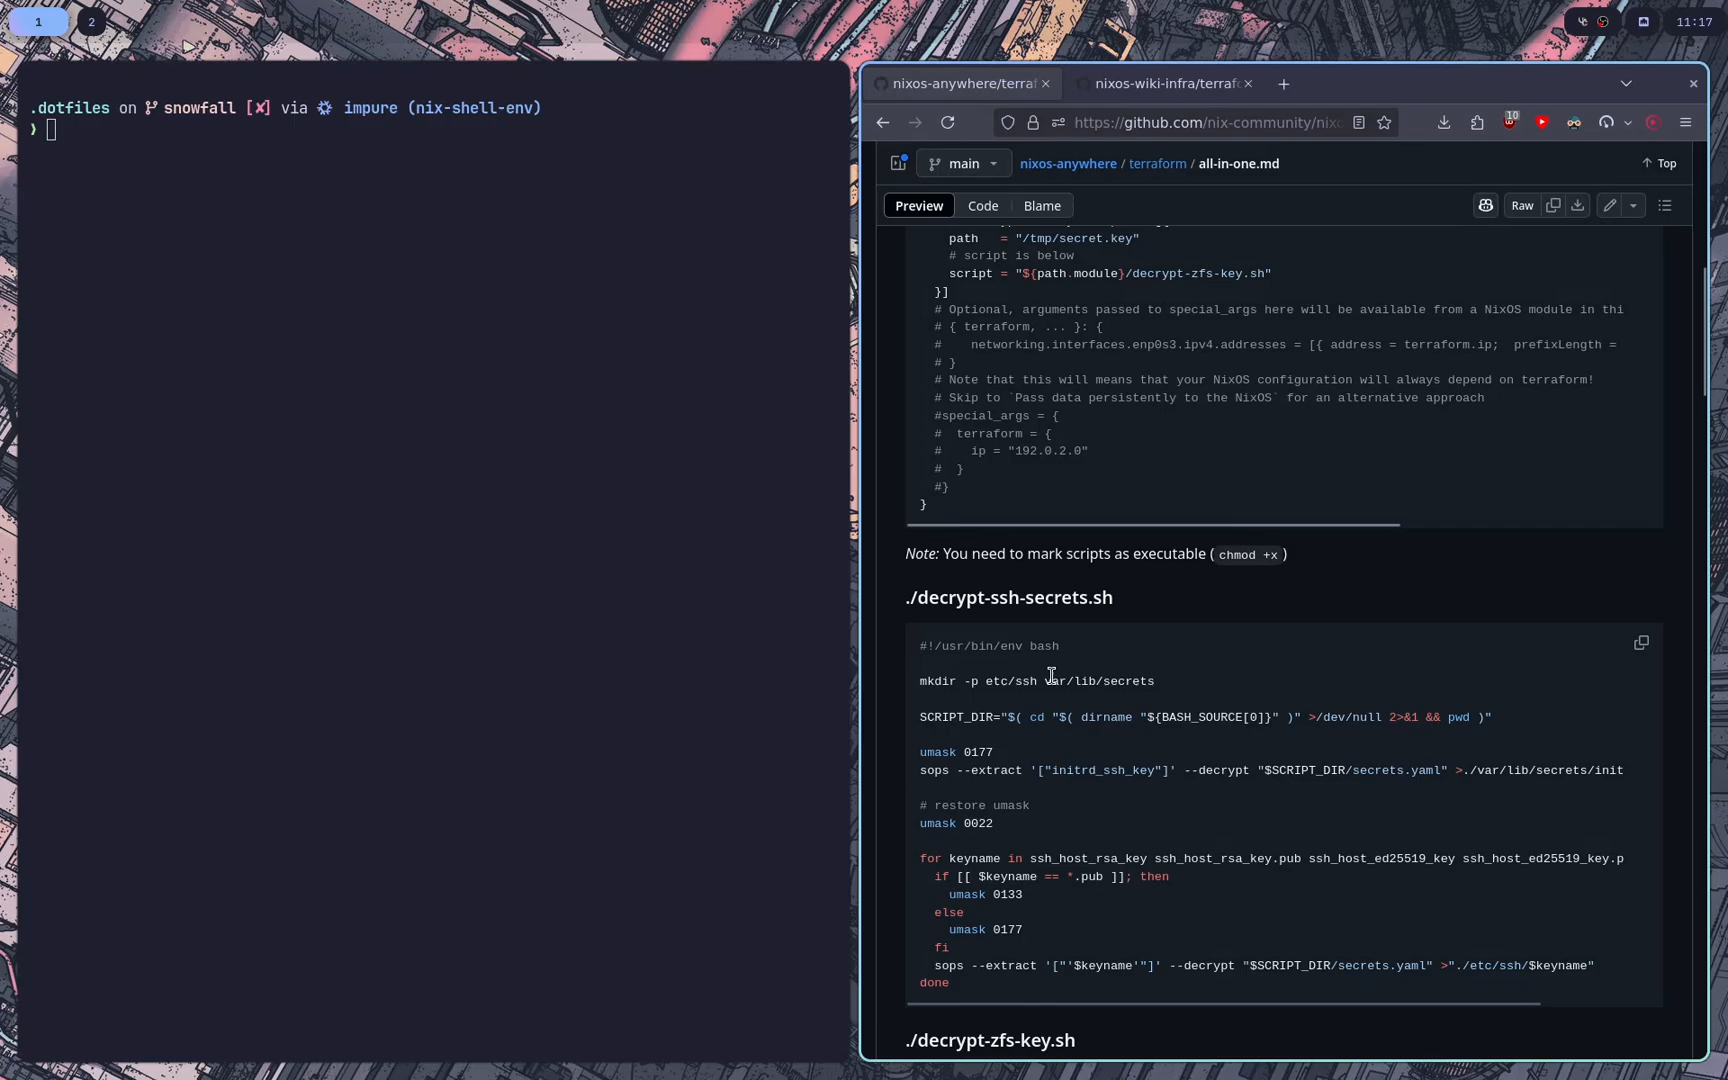 1 2
11:17
.dotfiles on snowfall [✘] via impure (nix-shell-env)
❯
nixos-anywhere/terraf
nixos-wiki-infra/terraf
https://github.com/nix-community/nixo
10
main
nixos-anywhere / terraform / all-in-one.md
Top
Preview Code Blame
Raw
path = "/tmp/secret.key"
# script is below
script = "${path.module}/decrypt-zfs-key.sh"
}]
# Optional, arguments passed to special_args here will be available from a NixOS module in thi
# { terraform, ... }: {
# networking.interfaces.enp0s3.ipv4.addresses = [{ address = terraform.ip; prefixLength =
# }
# Note that this will means that your NixOS configuration will always depend on terraform!
# Skip to `Pass data persistently to the NixOS` for an alternative approach
#special_args = {
# terraform = {
# ip = "192.0.2.0"
# }
#}
}
Note: You need to mark scripts as executable ( chmod +x )
./decrypt-ssh-secrets.sh
#!/usr/bin/env bash
mkdir -p etc/ssh var/lib/secrets
SCRIPT_DIR="$( cd "$( dirname "${BASH_SOURCE[0]}" )" >/dev/null 2>&1 && pwd )"
umask 0177
sops --extract '["initrd_ssh_key"]' --decrypt "$SCRIPT_DIR/secrets.yaml" >./var/lib/secrets/init
# restore umask
umask 0022
for keyname in ssh_host_rsa_key ssh_host_rsa_key.pub ssh_host_ed25519_key ssh_host_ed25519_key.p
if [[ $keyname == *.pub ]]; then
umask 0133
else
umask 0177
fi
sops --extract '["'$keyname'"]' --decrypt "$SCRIPT_DIR/secrets.yaml" >"./etc/ssh/$keyname"
done
./decrypt-zfs-key.sh